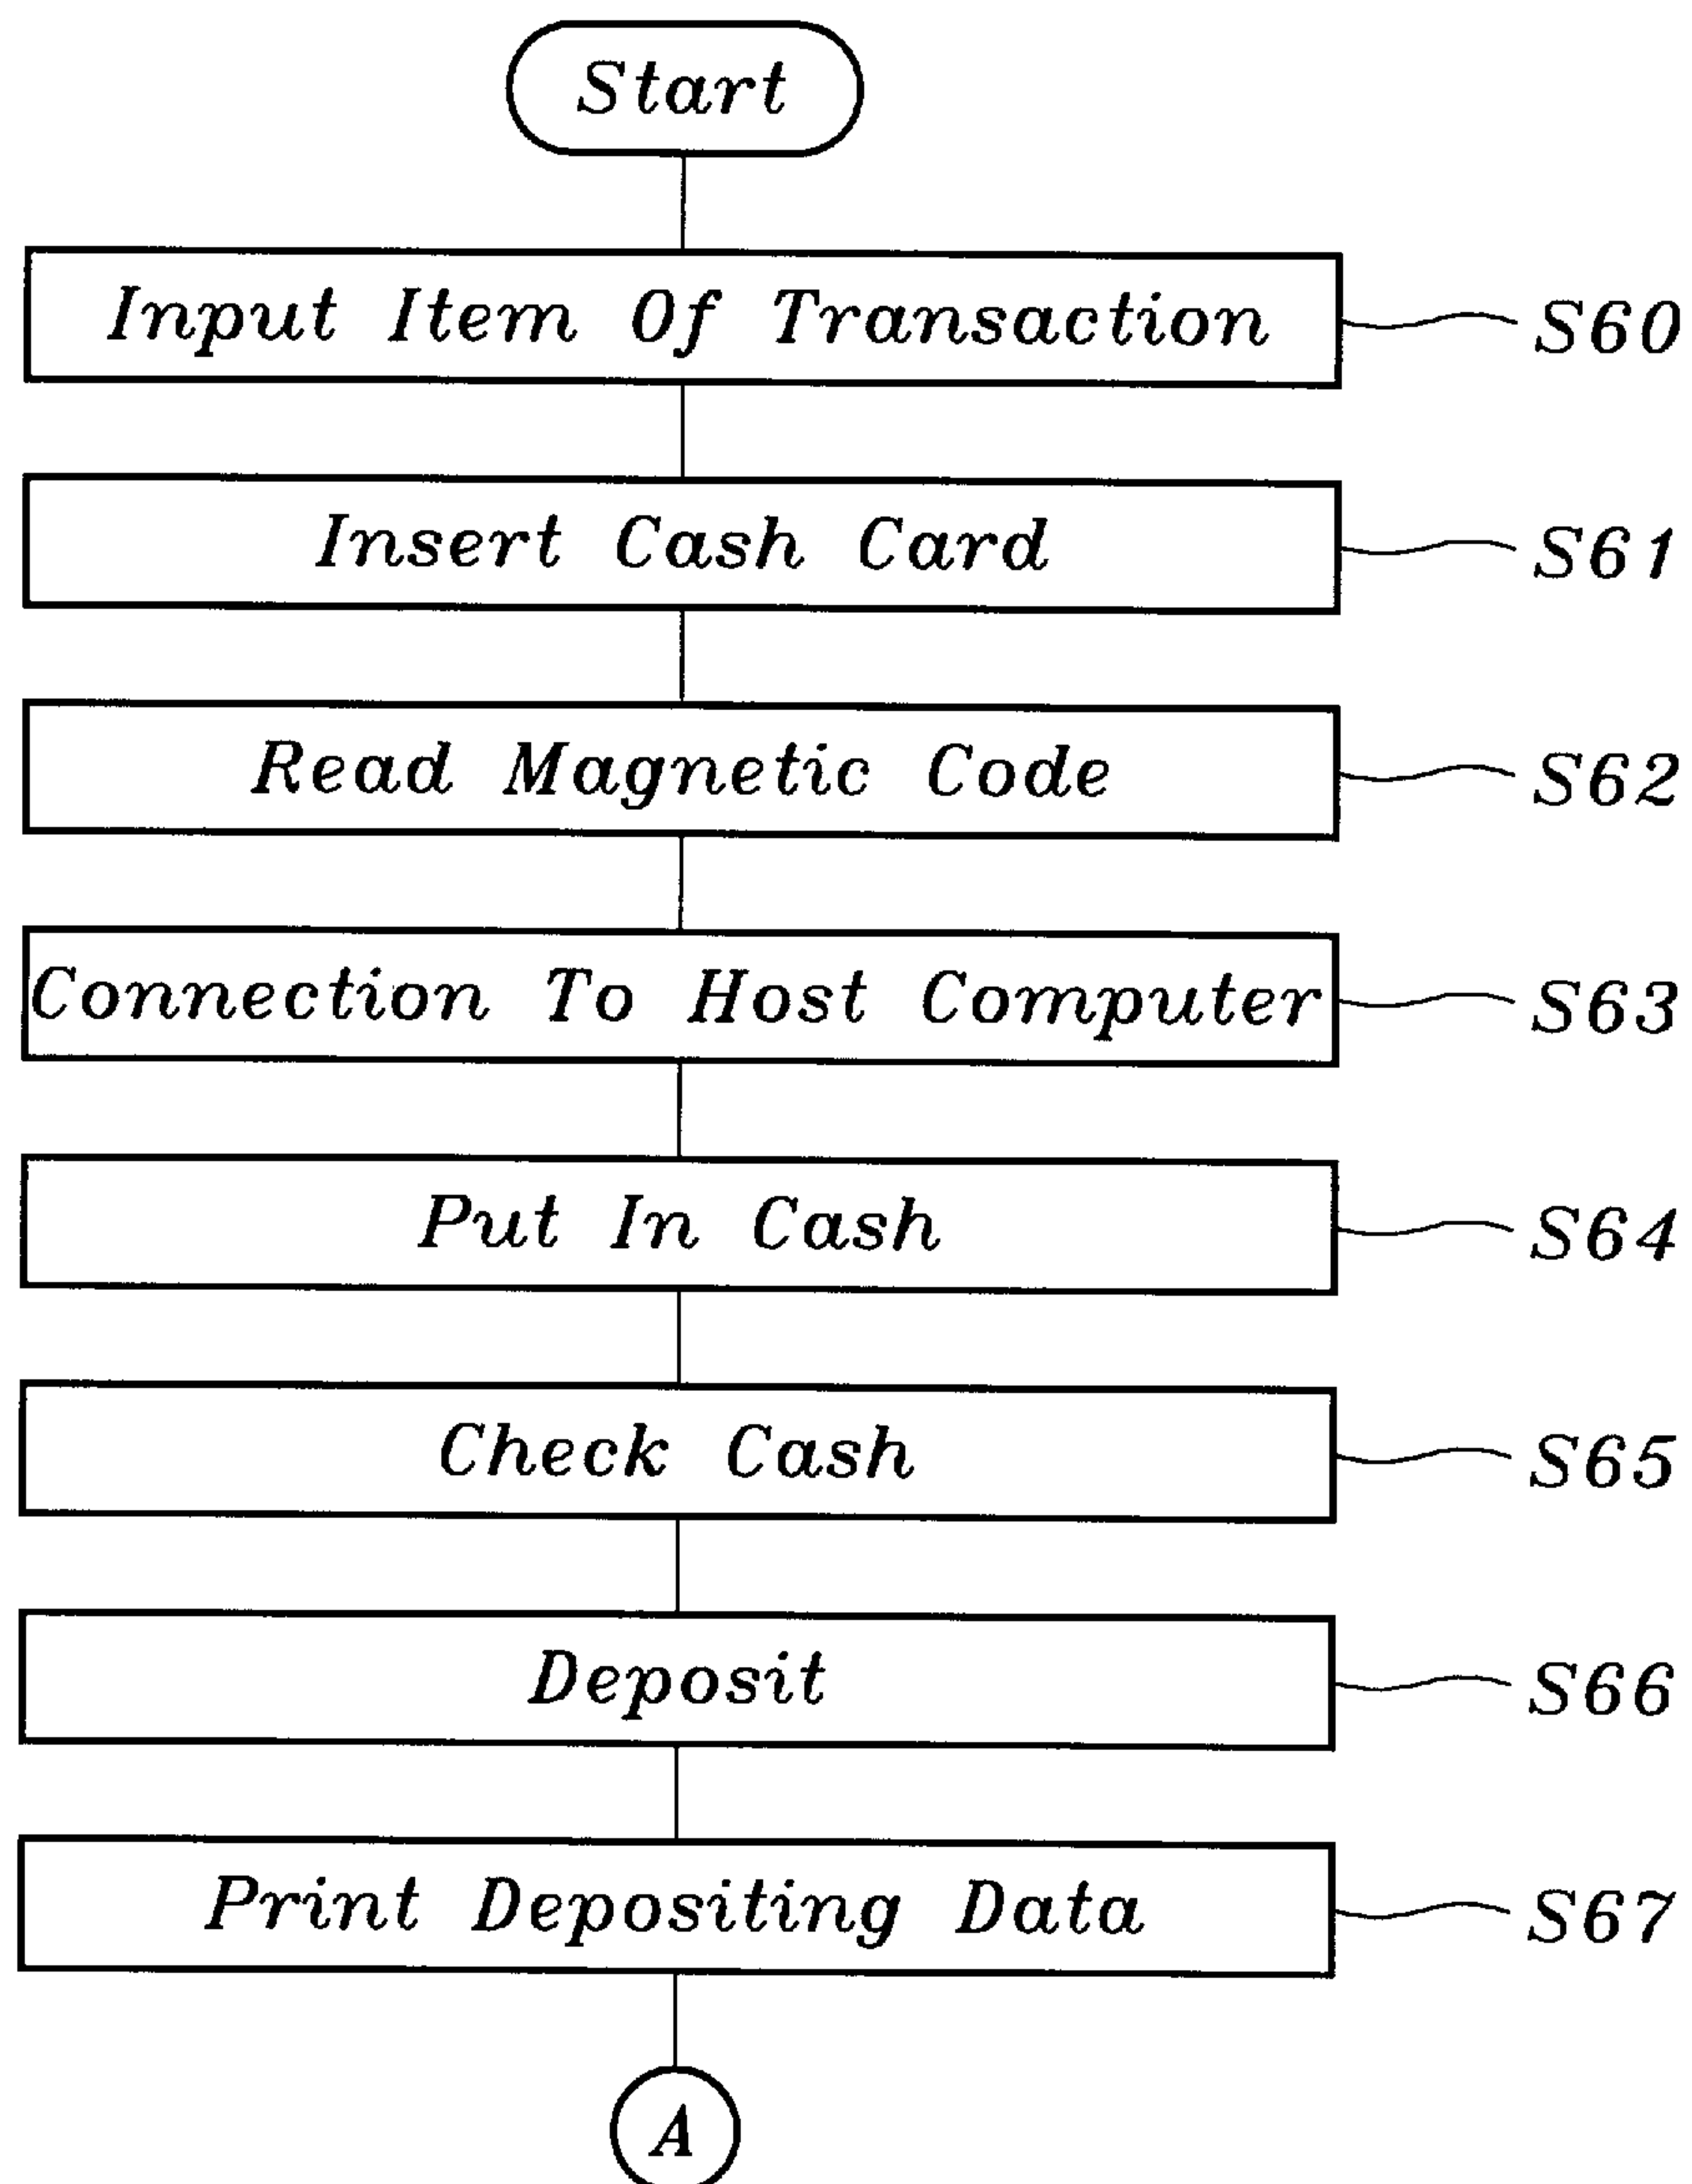 Start
Input Item Of Transaction S60
Insert Cash Card S61
Read Magnetic Code S62
Connection To Host Computer S63
Put In Cash S64
Check Cash S65
Deposit S66
Print Depositing Data S67
A